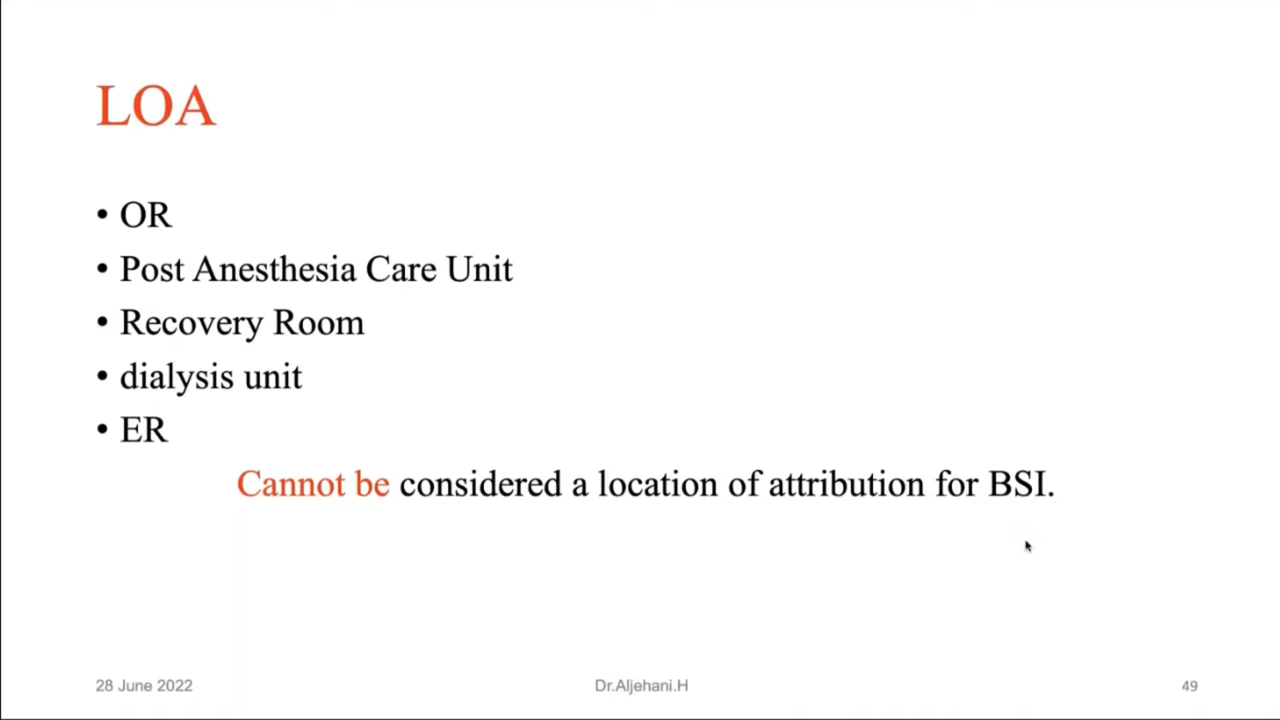 LOA
• OR
• Post Anesthesia Care Unit
• Recovery Room
• dialysis unit
• ER
Cannot be considered a location of attribution for BSI.
28 June 2022
Dr.Aljehani.H
49